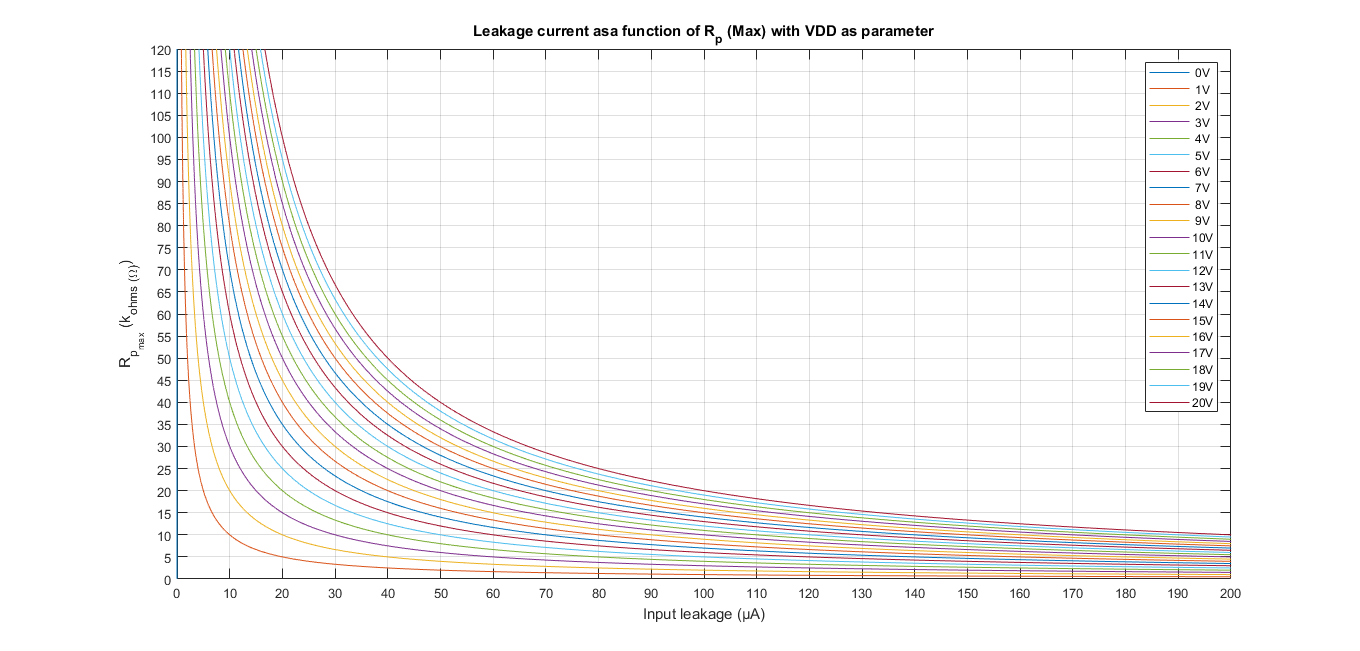 Leakage current asa function of Rp (Max) with VDD as parameter
120
115
110
105
100
95
90
85
80
75
70
65
60
55
50
45
40
35
30
25
20
15
10
5
0
Rpmax (kohms (Ω))
0 10 20 30 40 50 60 70 80 90 100 110 120 130 140 150 160 170 180 190 200
Input leakage (µA)
0V
1V
2V
3V
4V
5V
6V
7V
8V
9V
10V
11V
12V
13V
14V
15V
16V
17V
18V
19V
20V